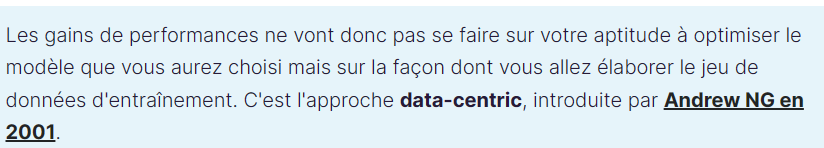 Les gains de performances ne vont donc pas se faire sur votre aptitude à optimiser le
modèle que vous aurez choisi mais sur la façon dont vous allez élaborer le jeu de
données d'entraînement. C'est l'approche data-centric, introduite par Andrew NG en
2001.